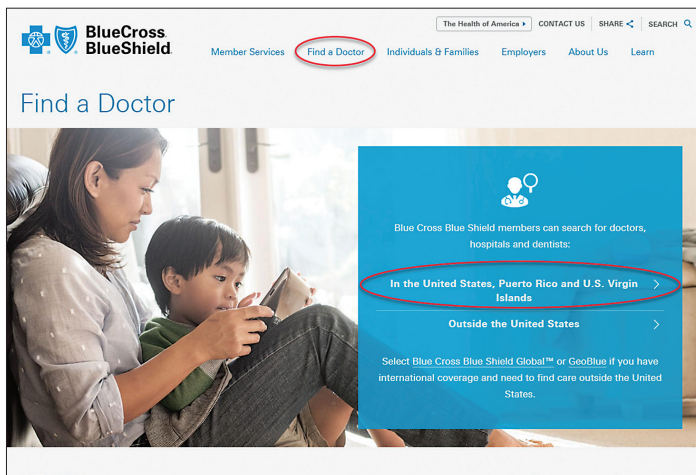 The Health of America
CONTACT US
SHARE
SEARCH
BlueCross
BlueShield
Member Services
Find a Doctor
Individuals & Families
Employers
About Us
Learn
Find a Doctor
Blue Cross Blue Shield members can search for doctors,
hospitals and dentists:
In the United States, Puerto Rico and U.S. Virgin
Islands
Outside the United States
Select Blue Cross Blue Shield Global™ or GeoBlue if you have
international coverage and need to find care outside the United
States.